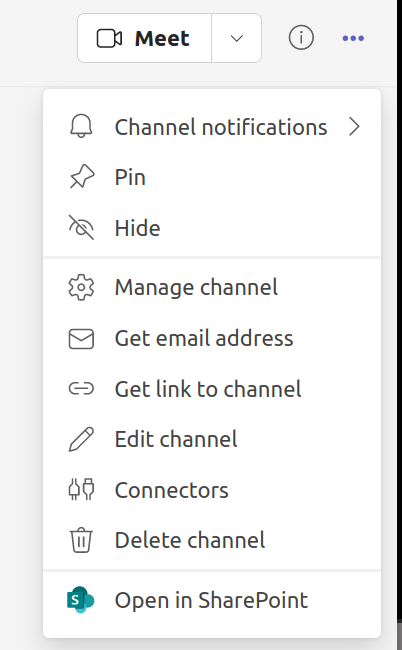 Meet
Channel notifications
Pin
Hide
Manage channel
Get email address
Get link to channel
Edit channel
Connectors
Delete channel
S Open in SharePoint